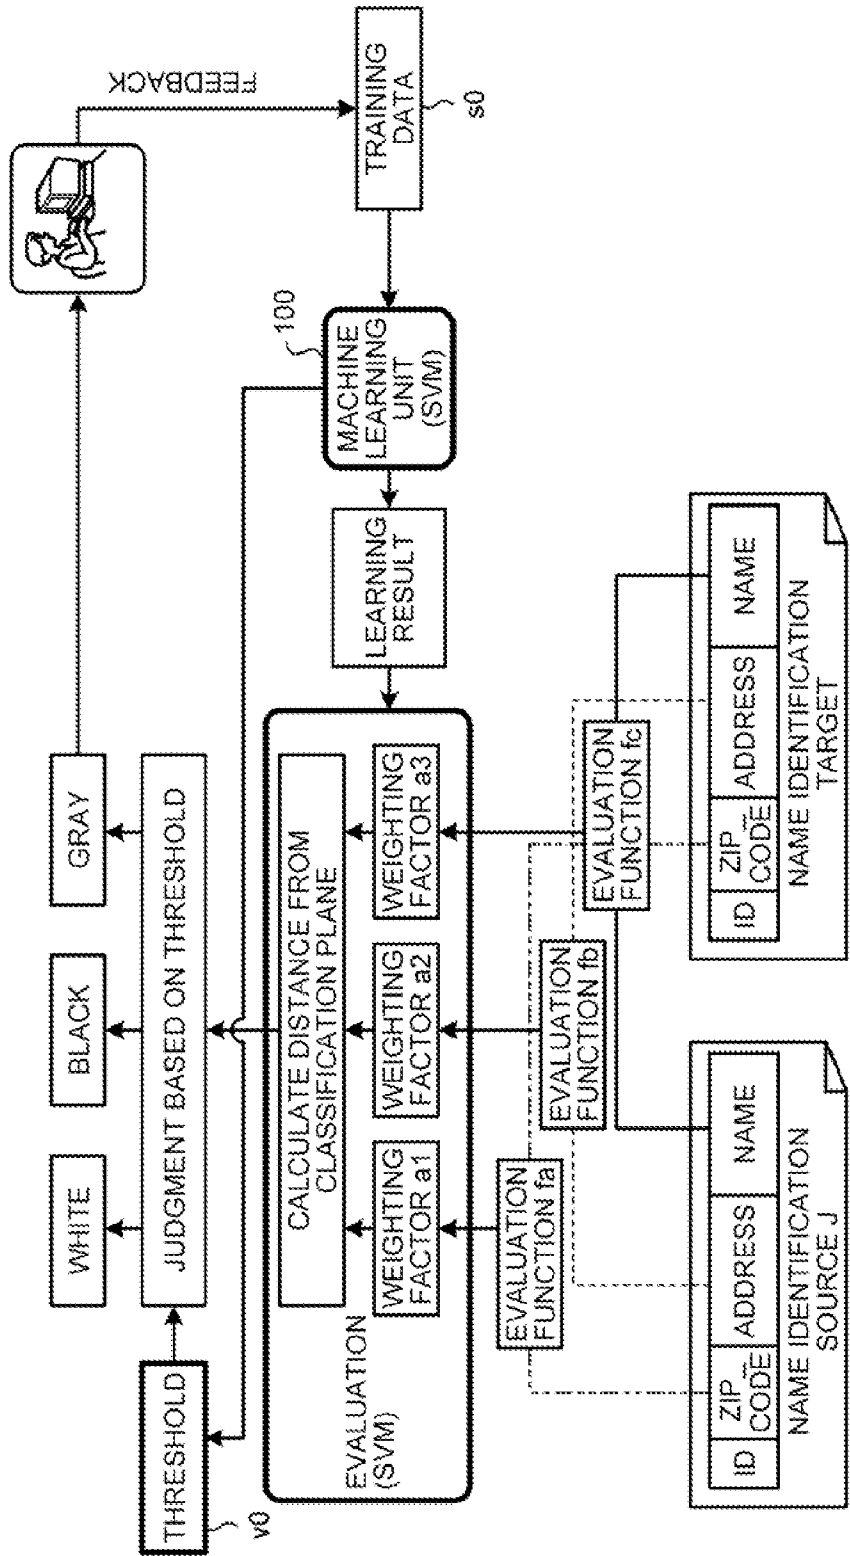 THRESHOLD
v0
WHITE
BLACK
GRAY
JUDGMENT BASED ON THRESHOLD
FEEDBACK
EVALUATION
(SVM)
CALCULATE DISTANCE FROM
CLASSIFICATION PLANE
WEIGHTING
FACTOR a1
WEIGHTING
FACTOR a2
WEIGHTING
FACTOR a3
LEARNING
RESULT
MACHINE
LEARNING
UNIT
(SVM)
100
TRAINING
DATA
s0
EVALUATION
FUNCTION fa
EVALUATION
FUNCTION fb
EVALUATION
FUNCTION fc
ID
ZIP_
CODE
ADDRESS
NAME
NAME IDENTIFICATION
SOURCE J
ID
ZIP_
CODE
ADDRESS
NAME
NAME IDENTIFICATION
TARGET